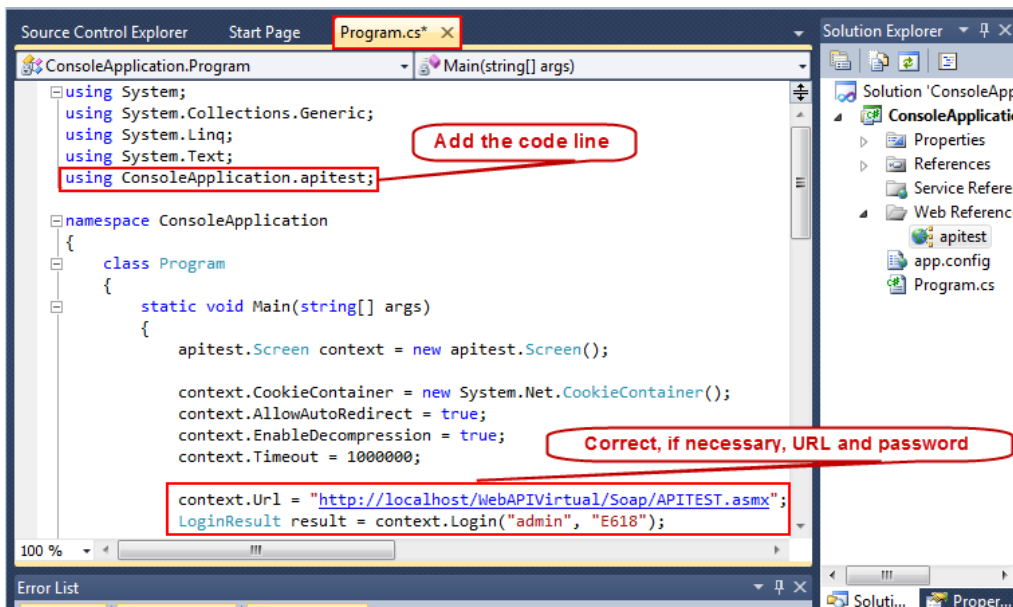 Source Control Explorer Start Page Program.cs*
Solution Explorer
ConsoleApplication.Program Main(string[] args)
using System;
using System.Collections.Generic;
using System.Linq;
using System.Text;
using ConsoleApplication.apitest;
Add the code line
namespace ConsoleApplication
{
class Program
{
static void Main(string[] args)
{
apitest.Screen context = new apitest.Screen();
context.CookieContainer = new System.Net.CookieContainer();
context.AllowAutoRedirect = true;
context.EnableDecompression = true;
context.Timeout = 1000000;
Correct, if necessary, URL and password
context.Url = "http://localhost/WebAPIVirtual/Soap/APITEST.asmx";
LoginResult result = context.Login("admin", "E618");
100 %
Error List
Solution 'ConsoleApp
ConsoleApplicati
Properties
References
Service Refere
Web Referenc
apitest
app.config
Program.cs
Soluti... Proper...